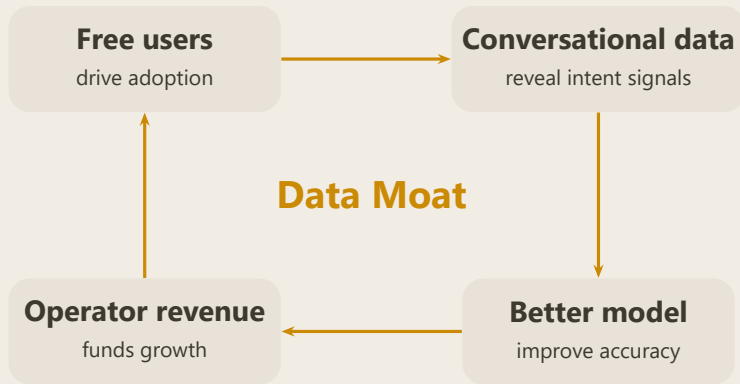 Free users
drive adoption
Conversational data
reveal intent signals
Data Moat
Operator revenue
funds growth
Better model
improve accuracy